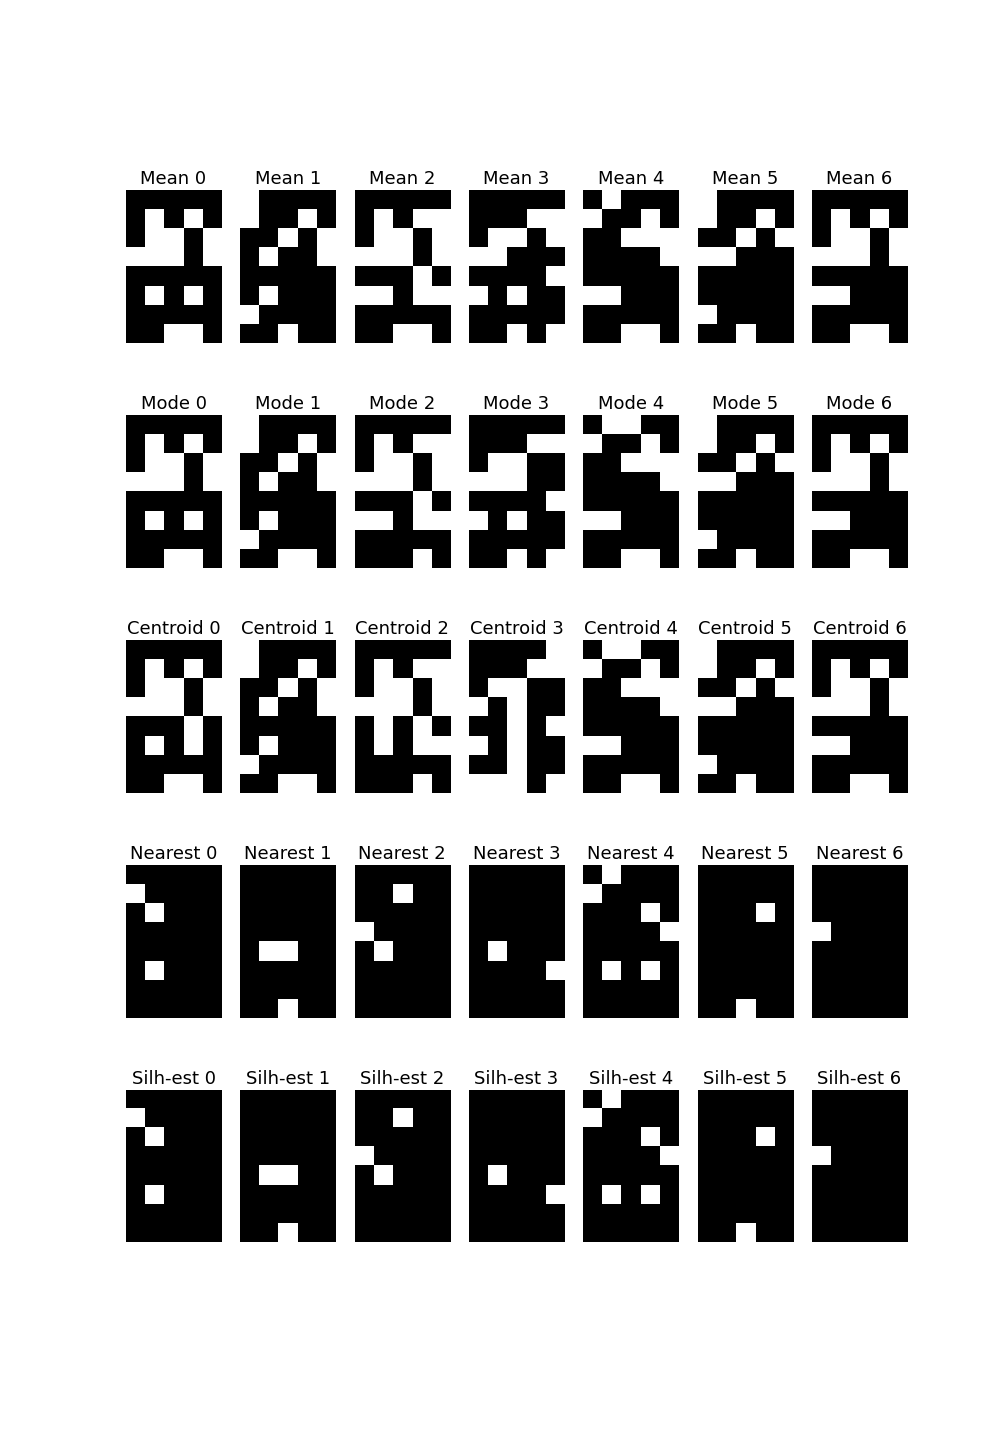 Mean 0 Mean 1 Mean 2 Mean 3 Mean 4 Mean 5 Mean 6
Mode 0 Mode 1 Mode 2 Mode 3 Mode 4 Mode 5 Mode 6
Centroid 0 Centroid 1 Centroid 2 Centroid 3 Centroid 4 Centroid 5 Centroid 6
Nearest 0 Nearest 1 Nearest 2 Nearest 3 Nearest 4 Nearest 5 Nearest 6
Silh-est 0 Silh-est 1 Silh-est 2 Silh-est 3 Silh-est 4 Silh-est 5 Silh-est 6